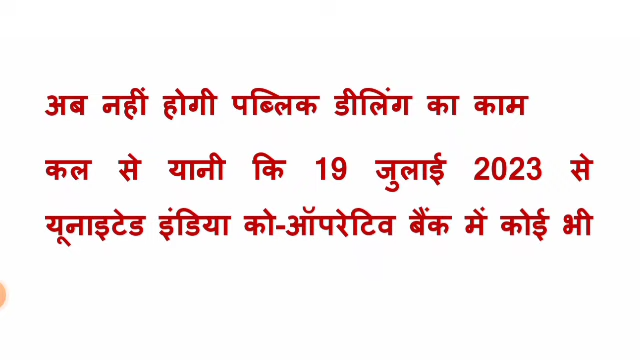 अब नहीं होगी पब्लिक डीलिंग का काम
कल से यानी कि 19 जुलाई 2023 से
यूनाइटेड इंडिया को-ऑपरेटिव बैंक में कोई भी